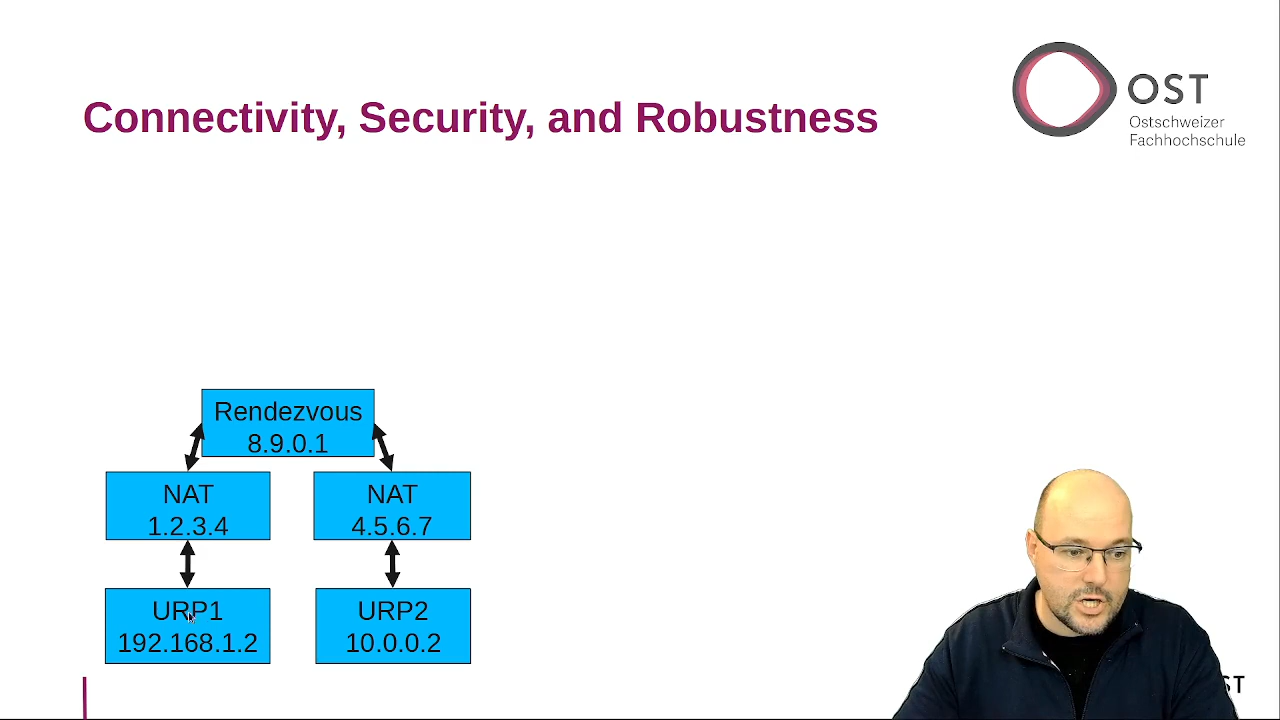 Connectivity, Security, and Robustness
OST
Ostschweizer
Fachhochschule
Rendezvous
8.9.0.1
NAT
1.2.3.4
NAT
4.5.6.7
URP1
192.168.1.2
URP2
10.0.0.2